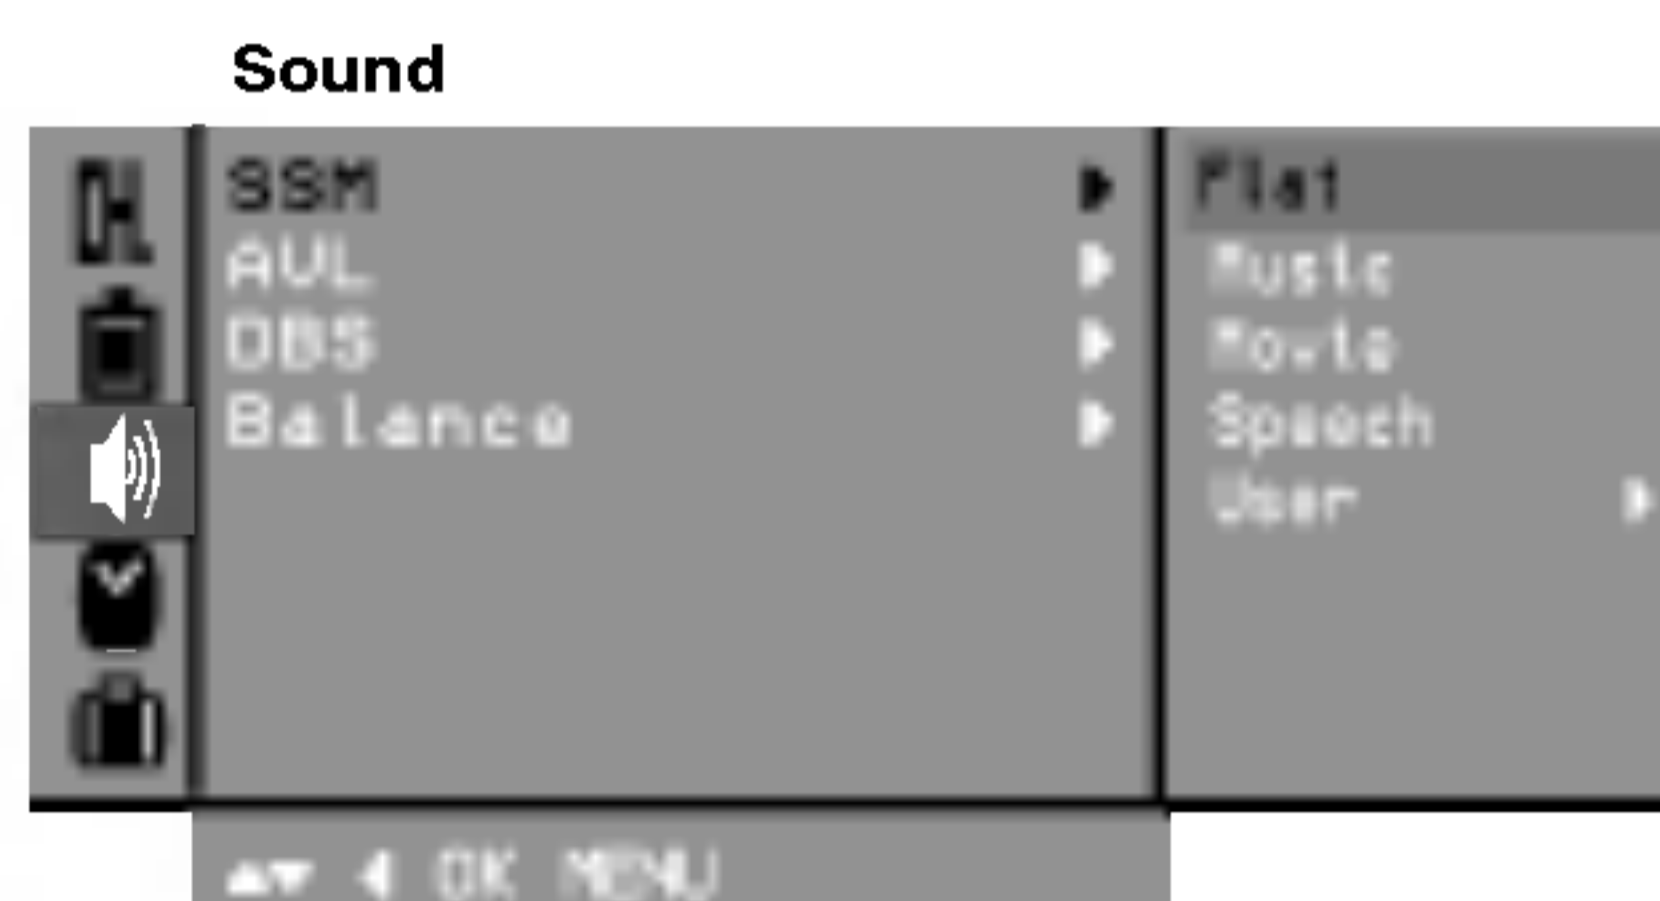 Sound
SSM
AVL
DBS
Balance
Flat
Music
Movie
Speech
User
OK MENU